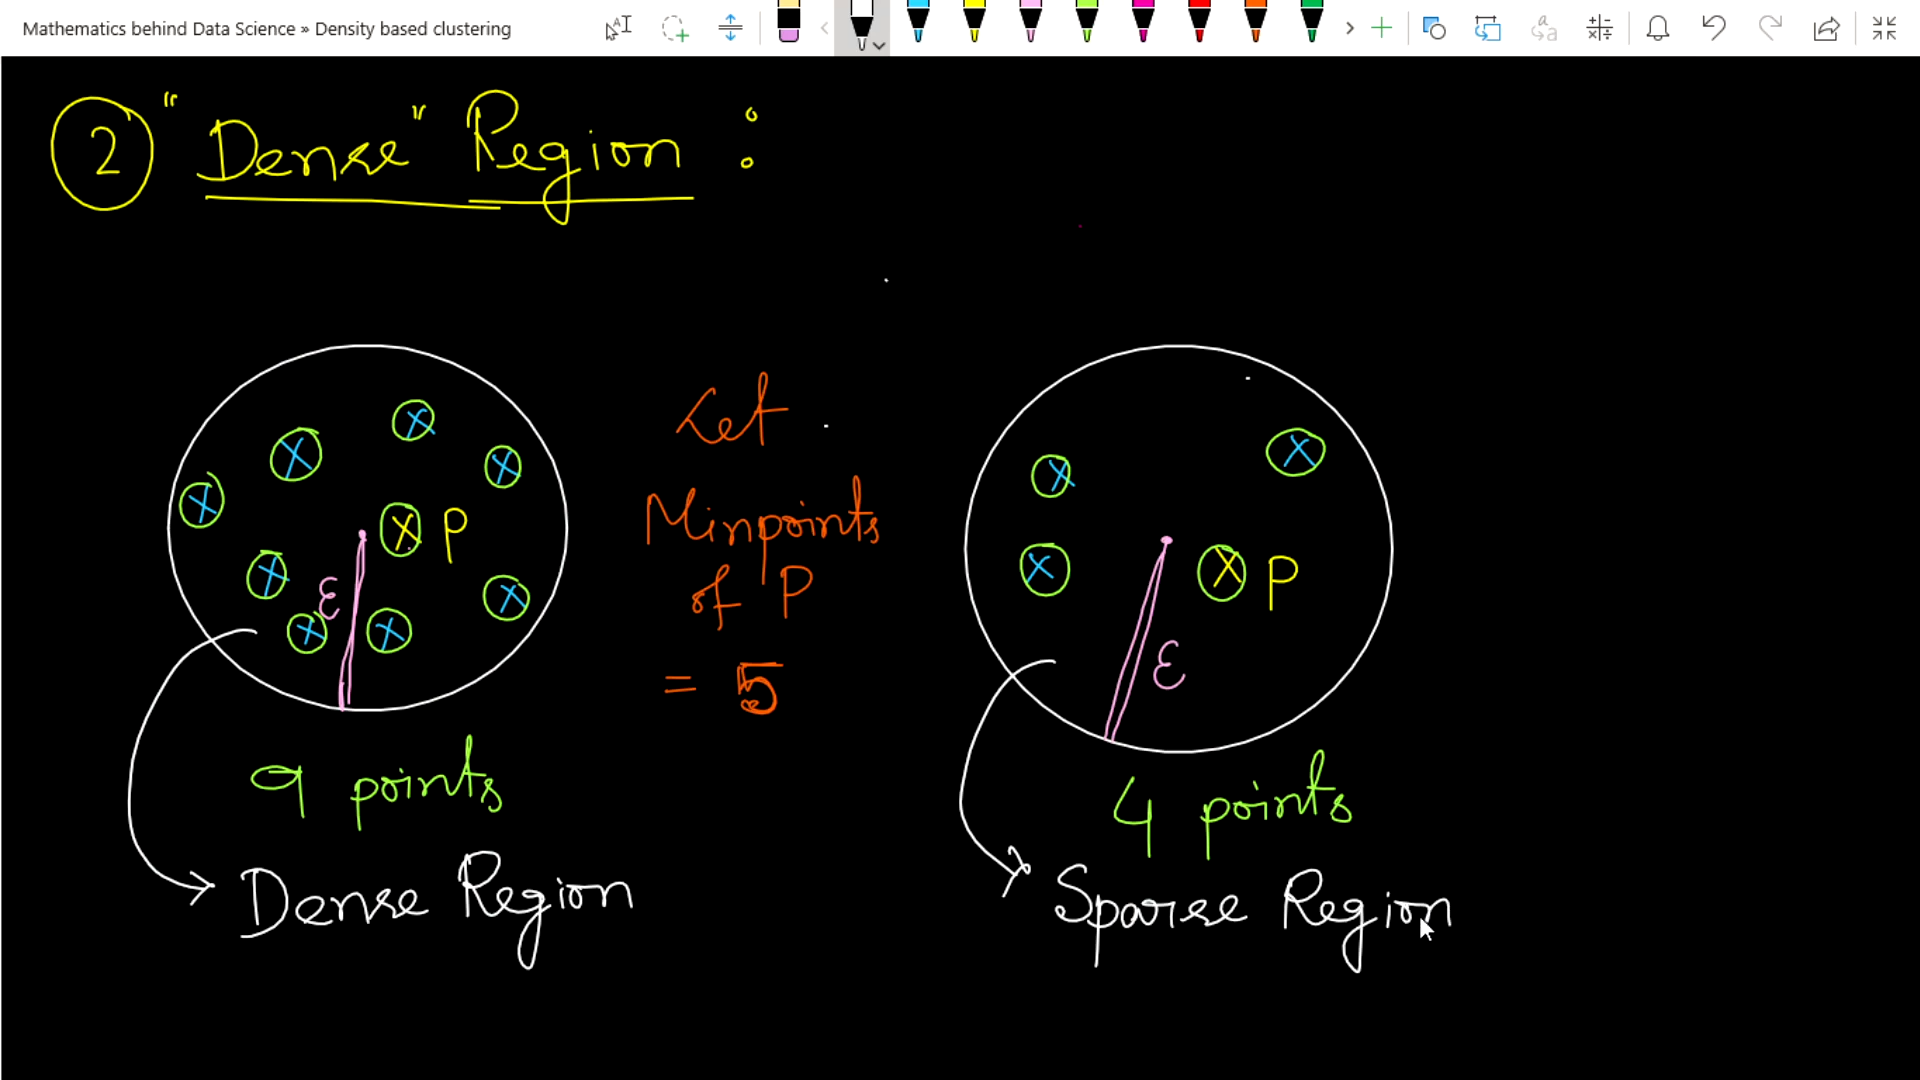 Mathematics behind Data Science » Density based clustering
2 "Dense" Region :
Let
Minpoints
of P
= 5
P
ε
P
ε
9 points
4 points
Dense Region
Sparse Region